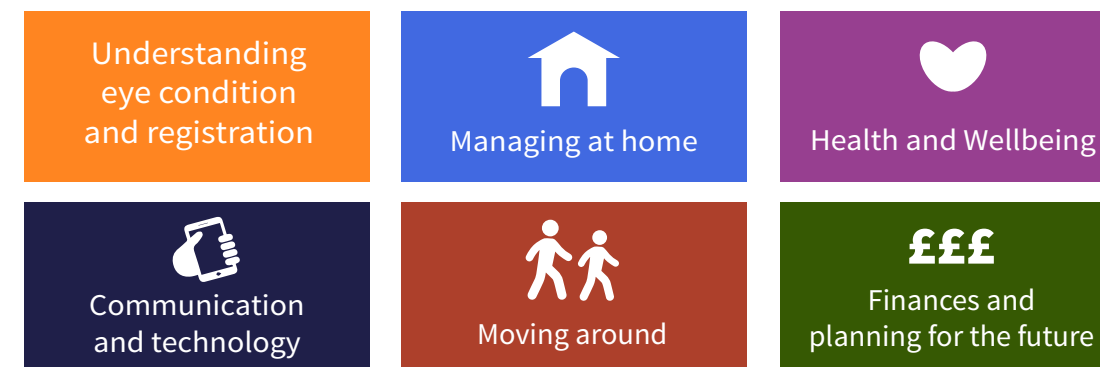 Understanding
eye condition
and registration
Managing at home
Health and Wellbeing
Communication
and technology
Moving around
£££
Finances and
planning for the future